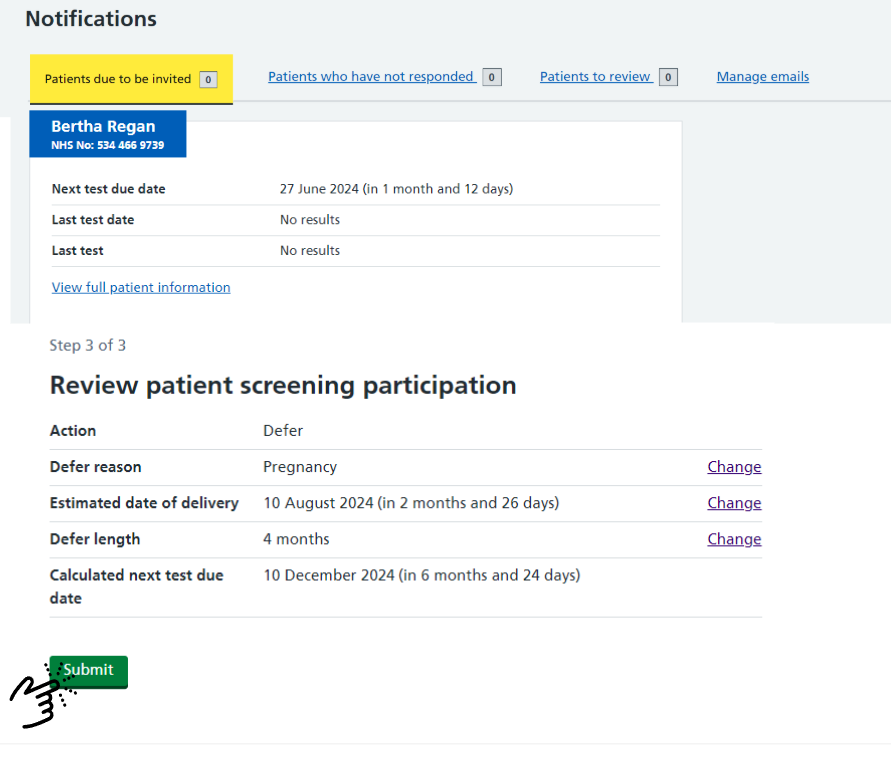 Notifications
Patients due to be invited 0 Patients who have not responded 0 Patients to review 0 Manage emails
Bertha Regan
NHS No: 534 466 9739
Next test due date 27 June 2024 (in 1 month and 12 days)
Last test date No results
Last test No results
View full patient information
Step 3 of 3
Review patient screening participation
Action Defer
Defer reason Pregnancy Change
Estimated date of delivery 10 August 2024 (in 2 months and 26 days) Change
Defer length 4 months Change
Calculated next test due 10 December 2024 (in 6 months and 24 days)
date
Submit